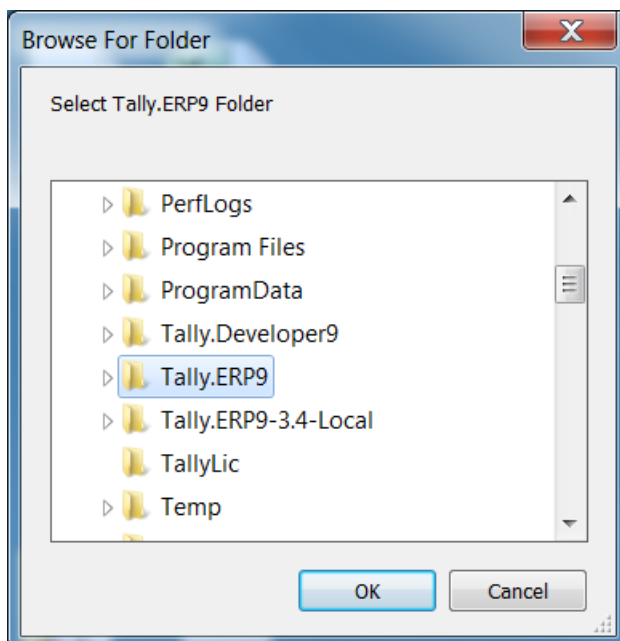 Browse For Folder
Select Tally.ERP9 Folder
PerfLogs
Program Files
ProgramData
Tally.Developer9
Tally.ERP9
Tally.ERP9-3.4-Local
TallyLic
Temp
OK Cancel